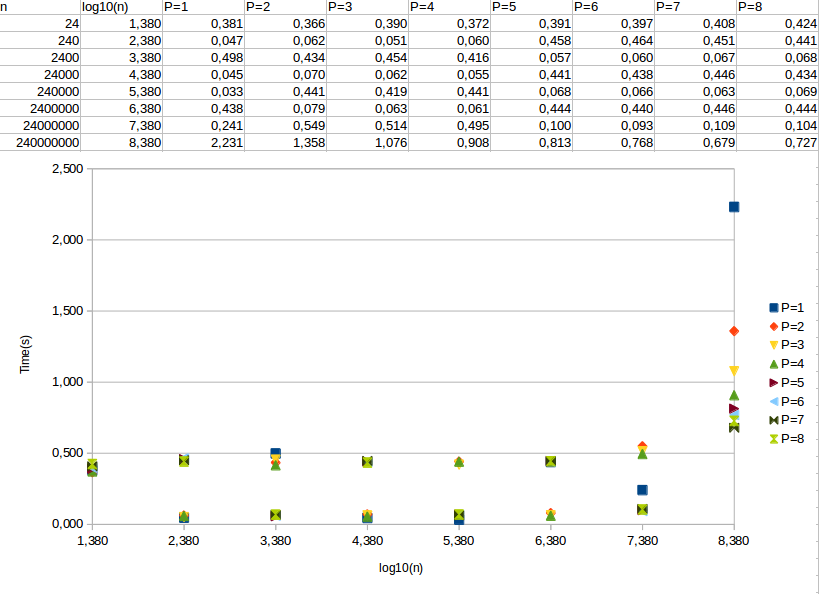 n log10(n) P=1 P=2 P=3 P=4 P=5 P=6 P=7 P=8
24 1,380 0,381 0,366 0,390 0,372 0,391 0,397 0,408 0,424
240 2,380 0,047 0,062 0,051 0,060 0,458 0,464 0,451 0,441
2400 3,380 0,498 0,434 0,454 0,416 0,057 0,060 0,067 0,068
24000 4,380 0,045 0,070 0,062 0,055 0,441 0,438 0,446 0,434
240000 5,380 0,033 0,441 0,419 0,441 0,068 0,066 0,063 0,069
2400000 6,380 0,438 0,079 0,063 0,061 0,444 0,440 0,446 0,444
24000000 7,380 0,241 0,549 0,514 0,495 0,100 0,093 0,109 0,104
240000000 8,380 2,231 1,358 1,076 0,908 0,813 0,768 0,679 0,727
2,500
2,000
1,500
1,000
0,500
0,000
Time(s)
1,380 2,380 3,380 4,380 5,380 6,380 7,380 8,380
log10(n)
P=1
P=2
P=3
P=4
P=5
P=6
P=7
P=8